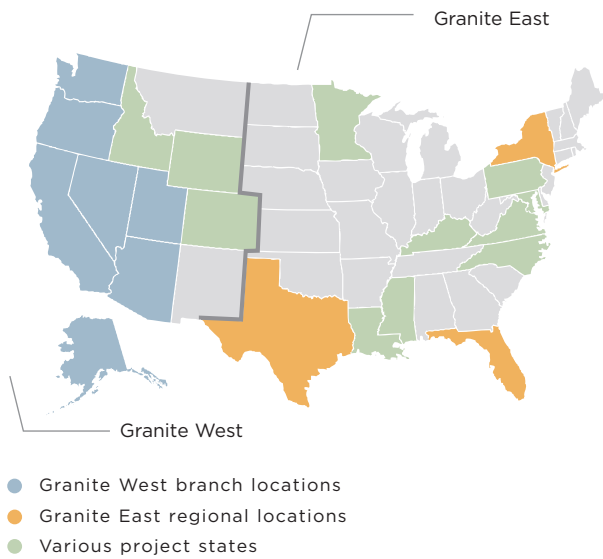 Granite East
Granite West
Granite West branch locations
Granite East regional locations
Various project states